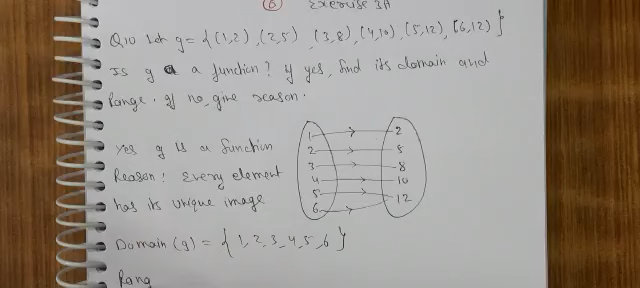 6 Exercise 3A
Q10 Let g = { (1,2), (2,5), (3,8), (4,10), (5,12), (6,12) }
Is g a function? If yes, find its domain and
Range. If no, give reason.
Yes g is a function
Reason: Every element
has its unique image
1 2
2 5
3 8
4 10
5 12
6
Domain (g) = { 1, 2, 3, 4, 5, 6 }
Rang